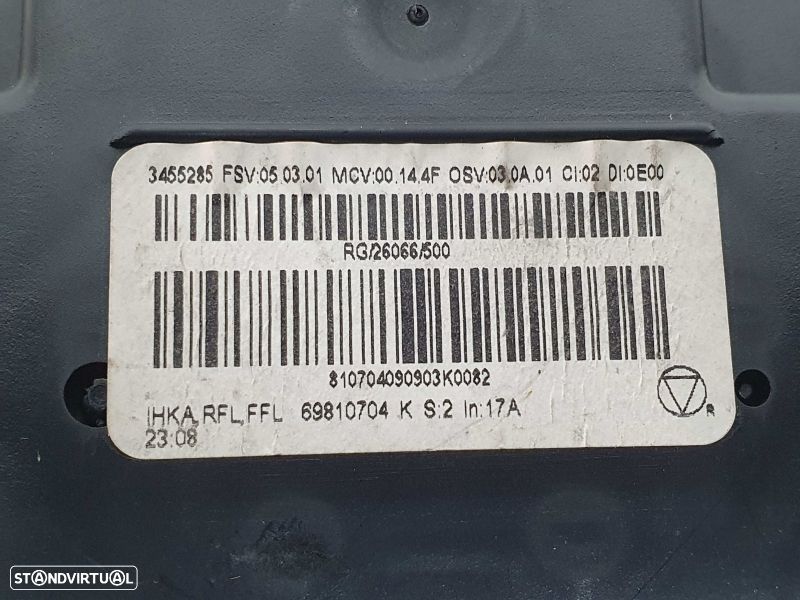 3455285 FSV:05.03.01 MCV:00.14.4F OSV:03.0A.01 CI:02 DI:0E00
RG/26066/500
810704090903K0082
IHKA,RFL,FFL 69810704 K S:2 In:17A
23:08
R
STANDVIRTUAL